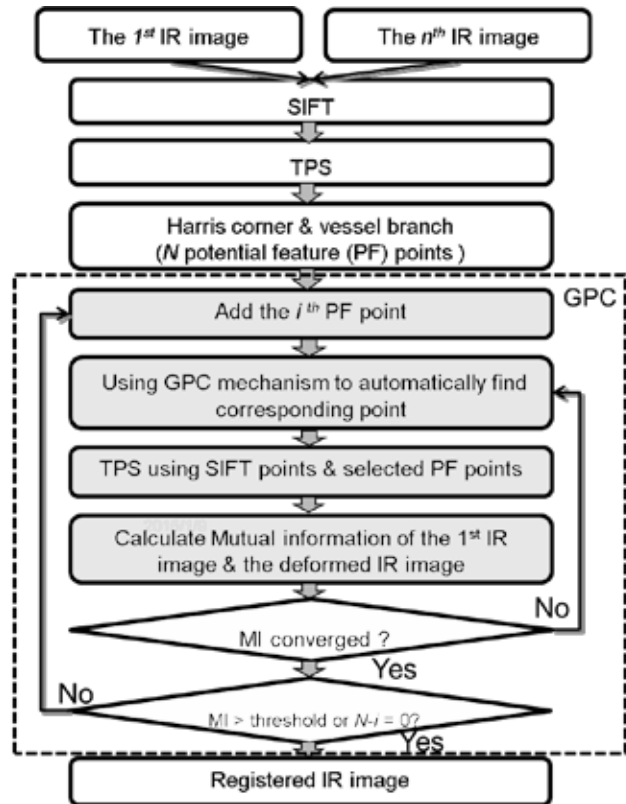 The 1st IR image
The nth IR image
SIFT
TPS
Harris corner & vessel branch
(N potential feature (PF) points )
GPC
Add the i th PF point
Using GPC mechanism to automatically find
corresponding point
TPS using SIFT points & selected PF points
Calculate Mutual information of the 1st IR
image & the deformed IR image
No
MI converged ?
Yes
No
MI > threshold or N-i = 0?
Yes
Registered IR image